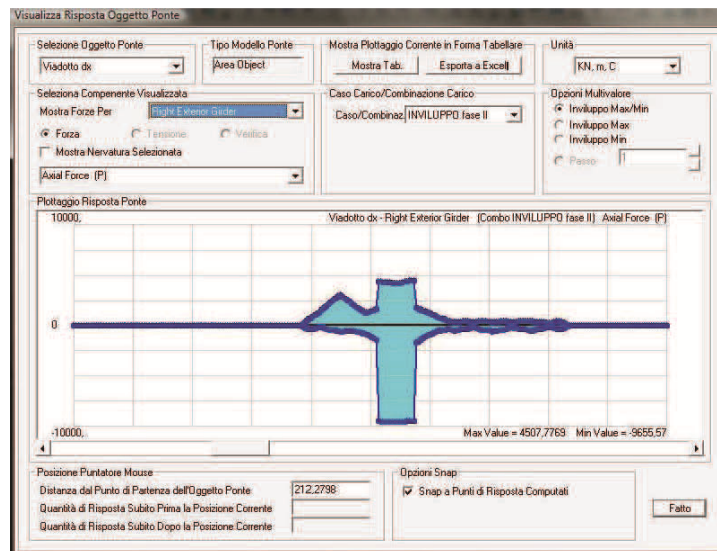 Visualizza Risposta Oggetto Ponte
Selezione Oggetto Ponte
Viadotto dx
Tipo Modello Ponte
Area Object
Mostra Plottaggio Corrente in Forma Tabellare
Mostra Tab.
Esporta a Excel
Unità
KN, m, C
Seleziona Compenente Visualizzata
Mostra Forze Per
Right Exterior Girder
Forza
Tensione
Verifica
Mostra Nervatura Selezionata
Axial Force (P)
Caso Carico/Combinazione Carico
Caso/Combinaz.
INVILUPPO fase II
Opzioni Multivalore
Inviluppo Max/Min
Inviluppo Max
Inviluppo Min
Passo
1
Plottaggio Risposta Ponte
10000,
Viadotto dx - Right Exterior Girder (Combo INVILUPPO fase II) Axial Force (P)
0
-10000,
Max Value = 4507,7769 Min Value = -9655,57
Posizione Puntatore Mouse
Distanza dal Punto di Partenza dell'Oggetto Ponte
212,2798
Quantità di Risposta Subito Prima la Posizione Corrente
Quantità di Risposta Subito Dopo la Posizione Corrente
Opzioni Snap
Snap a Punti di Risposta Computati
Fatto